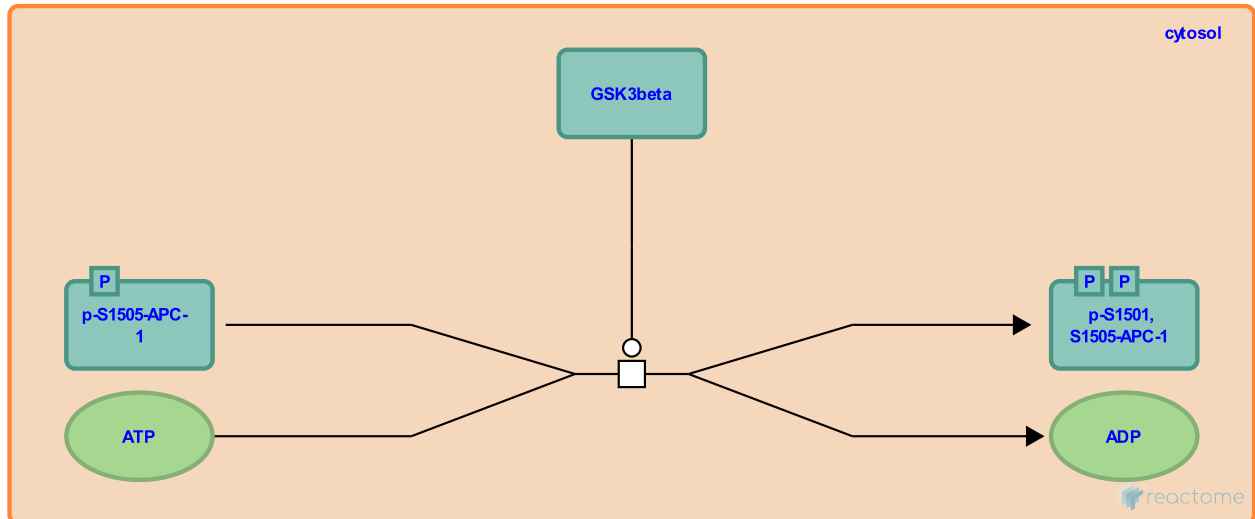 cytosol
GSK3beta
P
p-S1505-APC-
1
P P
p-S1501,
S1505-APC-1
ATP
ADP
reactome